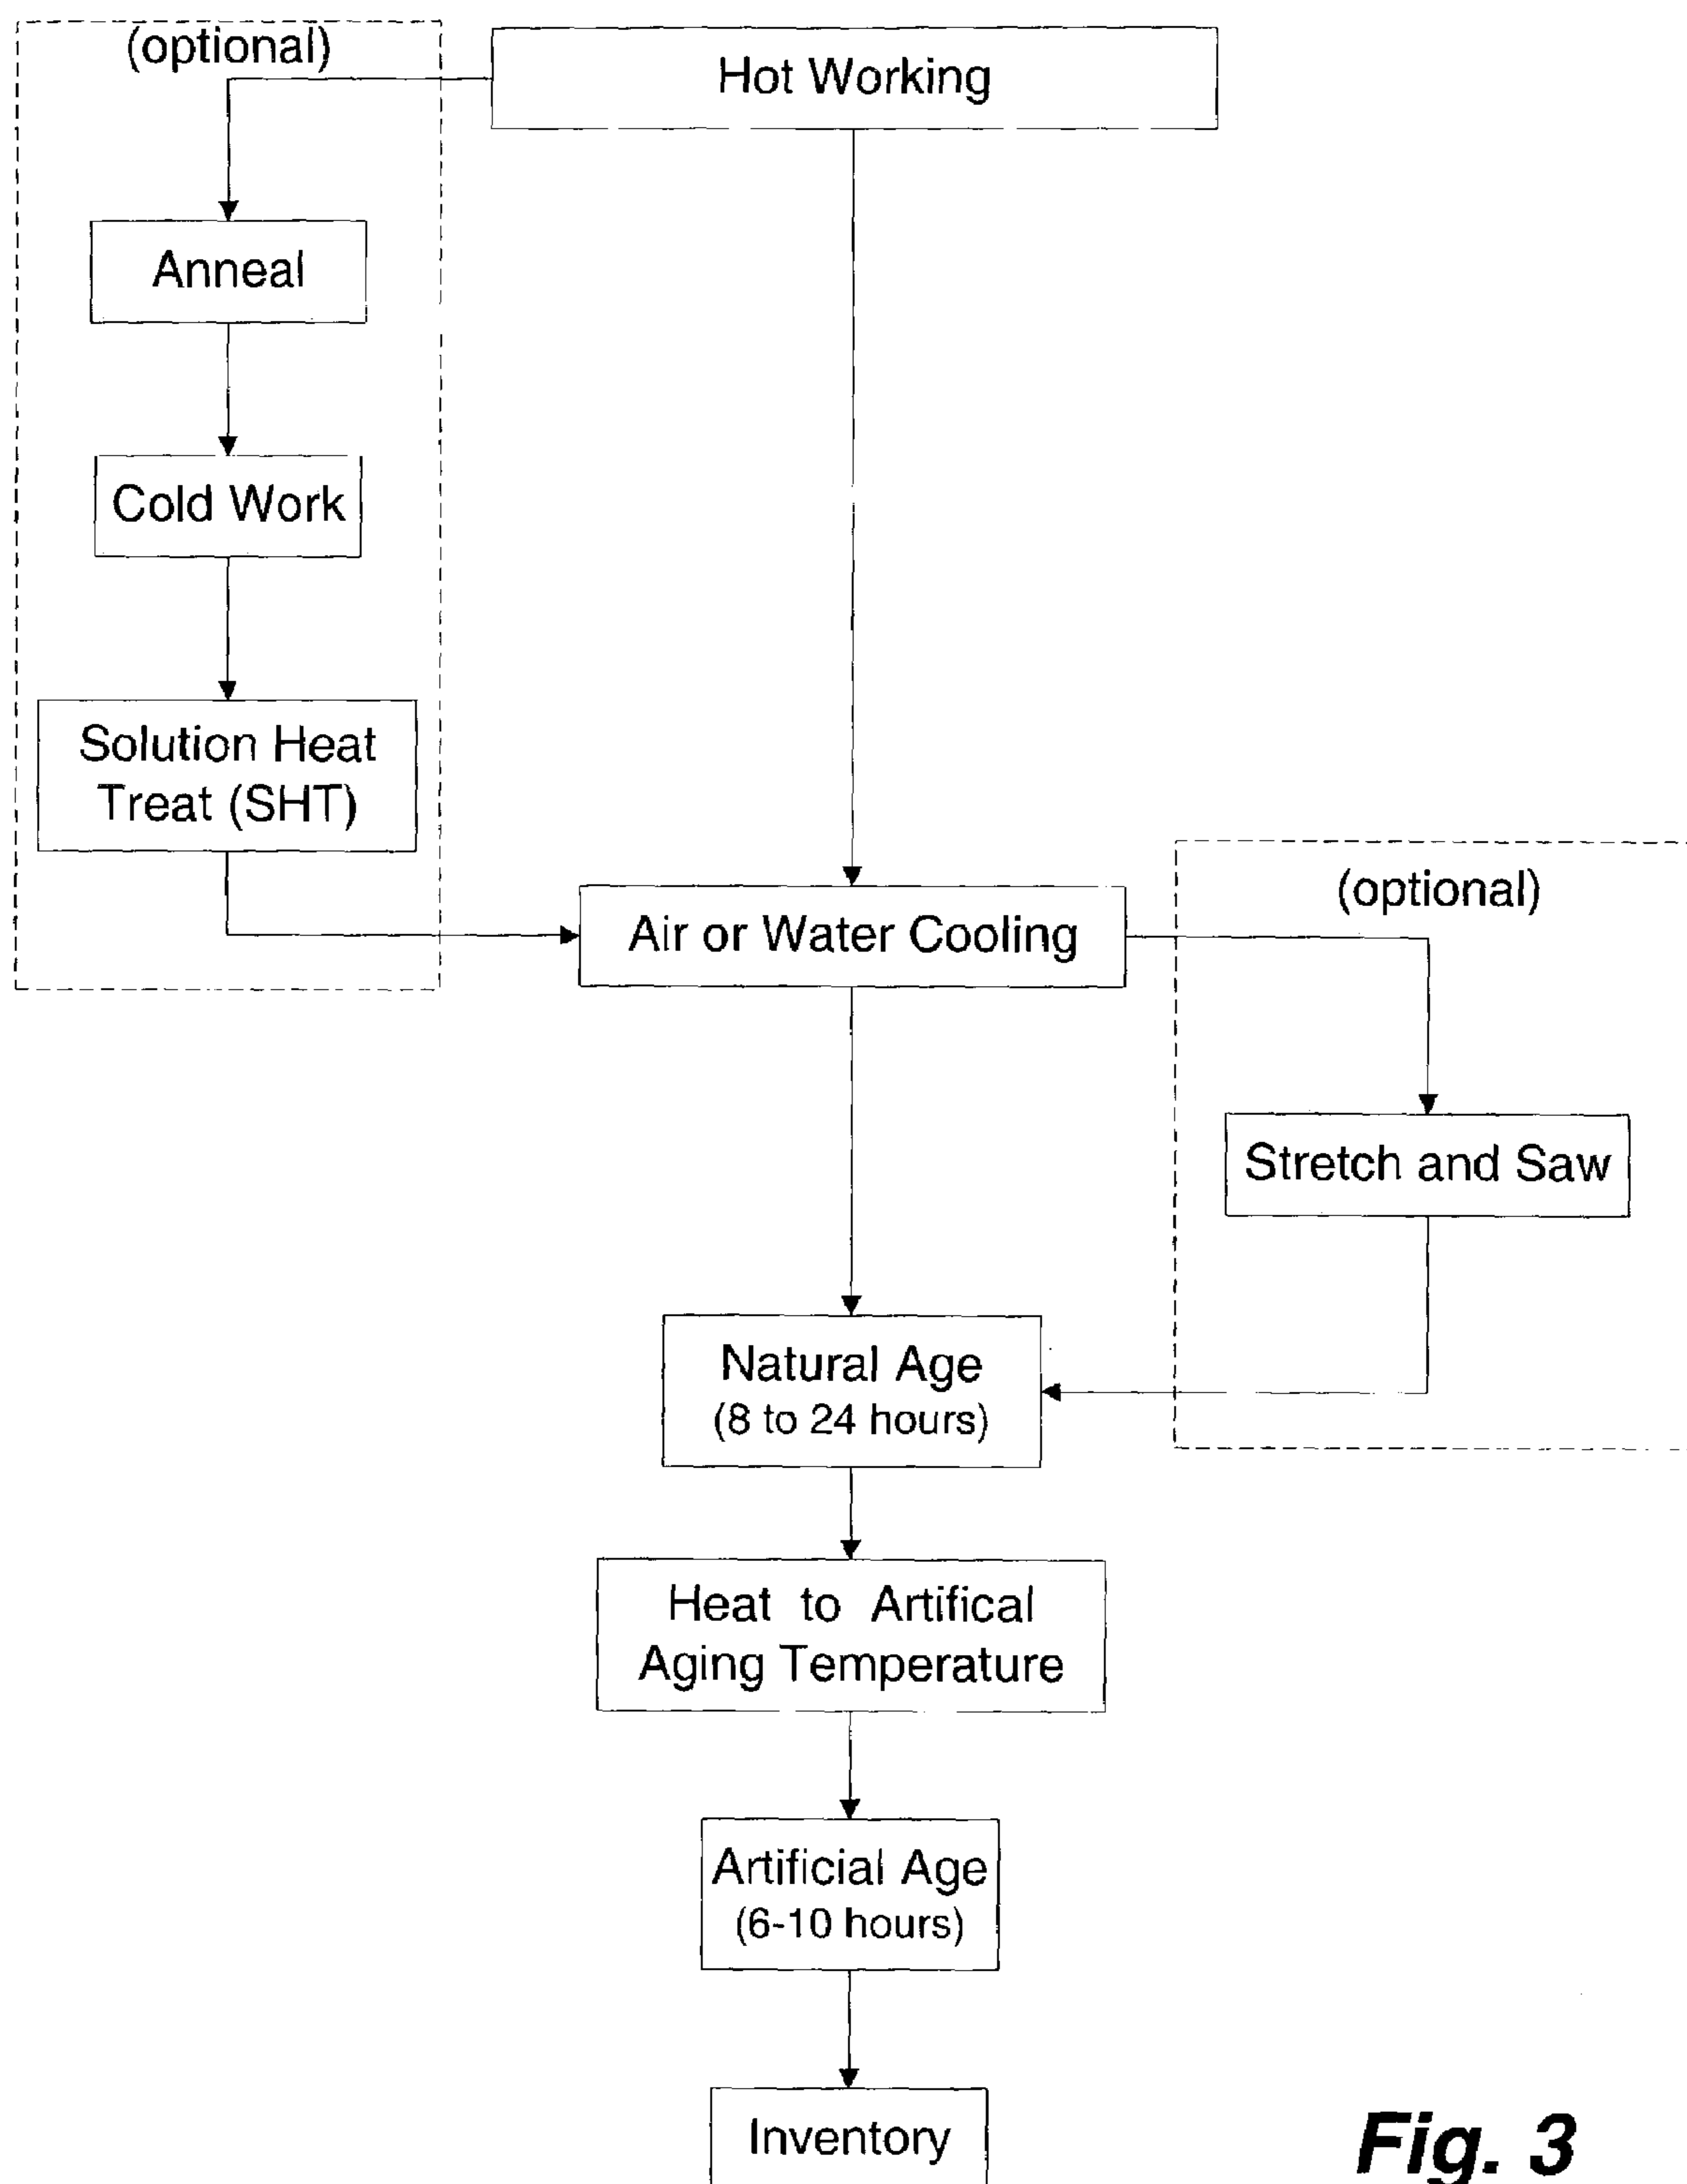 (optional)
Hot Working
Anneal
Cold Work
Solution Heat
Treat (SHT)
Air or Water Cooling
(optional)
Stretch and Saw
Natural Age
(8 to 24 hours)
Heat to Artifical
Aging Temperature
Artificial Age
(6-10 hours)
Inventory
Fig. 3